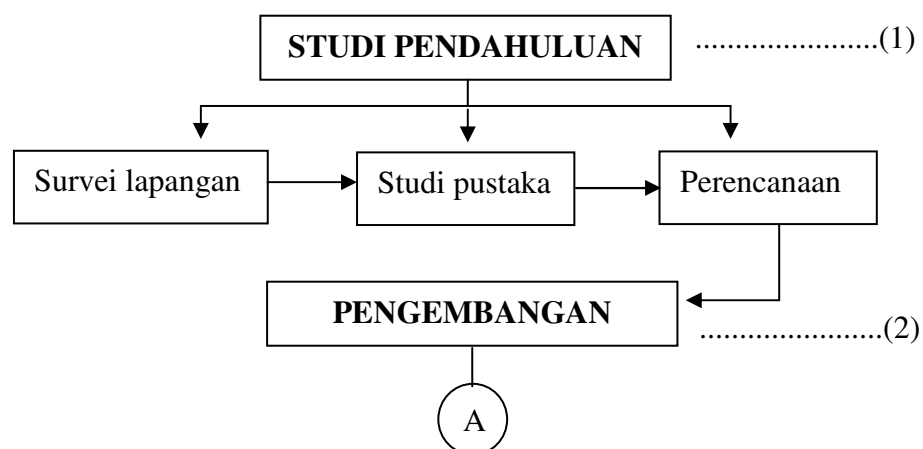 STUDI PENDAHULUAN ......................(1)
Survei lapangan
Studi pustaka
Perencanaan
PENGEMBANGAN
......................(2)
A